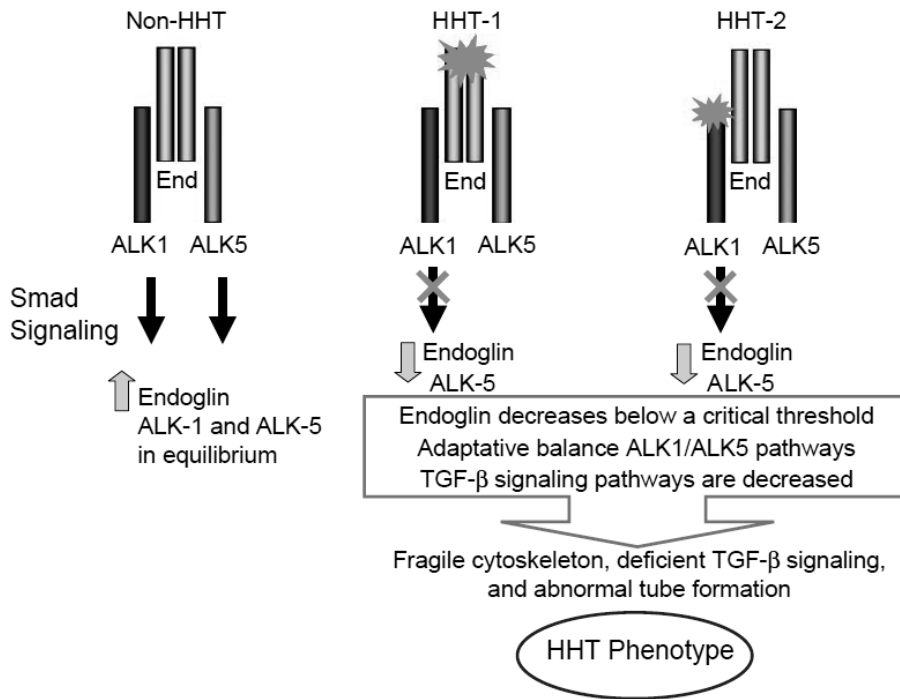 Non-HHT
HHT-1
HHT-2
End
End
End
ALK1 ALK5
ALK1 ALK5
ALK1 ALK5
Smad
Signaling
Endoglin
ALK-1 and ALK-5
in equilibrium
Endoglin
ALK-5
Endoglin
ALK-5
Endoglin decreases below a critical threshold
Adaptative balance ALK1/ALK5 pathways
TGF-β signaling pathways are decreased
Fragile cytoskeleton, deficient TGF-β signaling,
and abnormal tube formation
HHT Phenotype